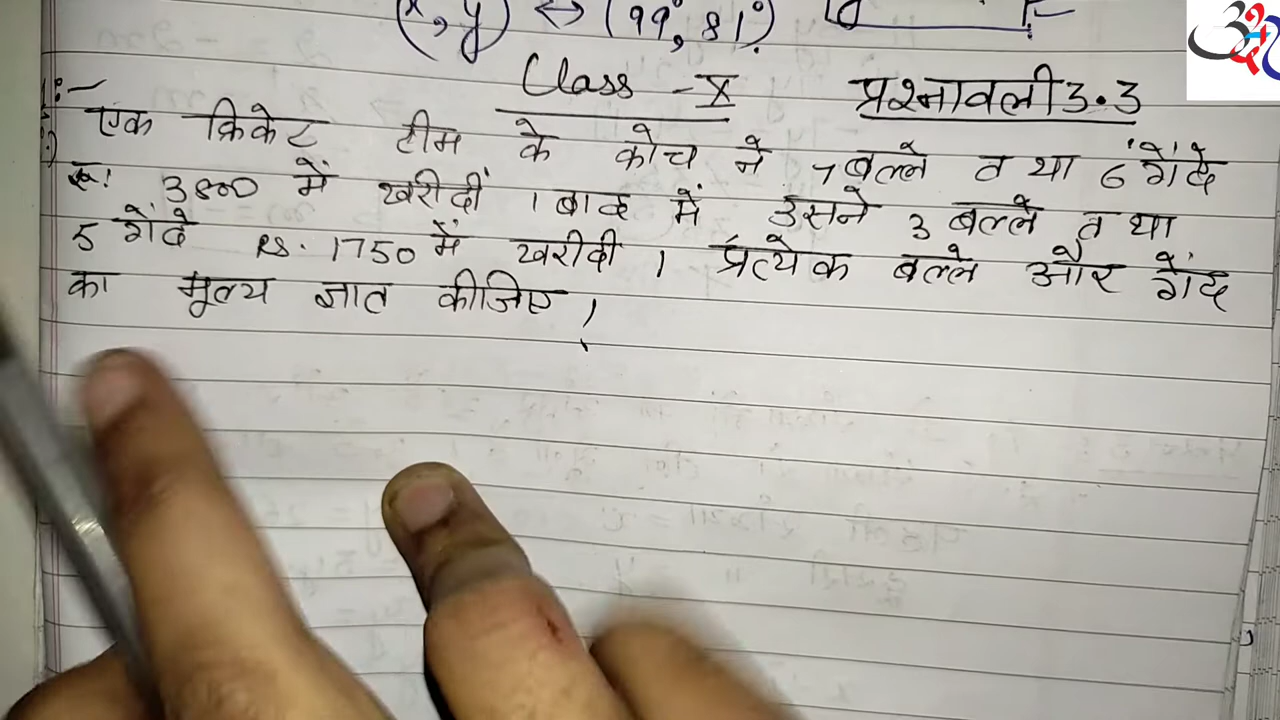 (x, y) ↔ (99°, 81°)
Class - X प्रश्नावली 3.3
एक क्रिकेट टीम के कोच ने 7 बल्ले तथा 6 गेंदे
रू. 3800 में खरीदीं । बाद में उसने 3 बल्ले तथा
5 गेंदे Rs. 1750 में खरीदी । प्रत्येक बल्ले और गेंद
का मूल्य ज्ञात कीजिए ।